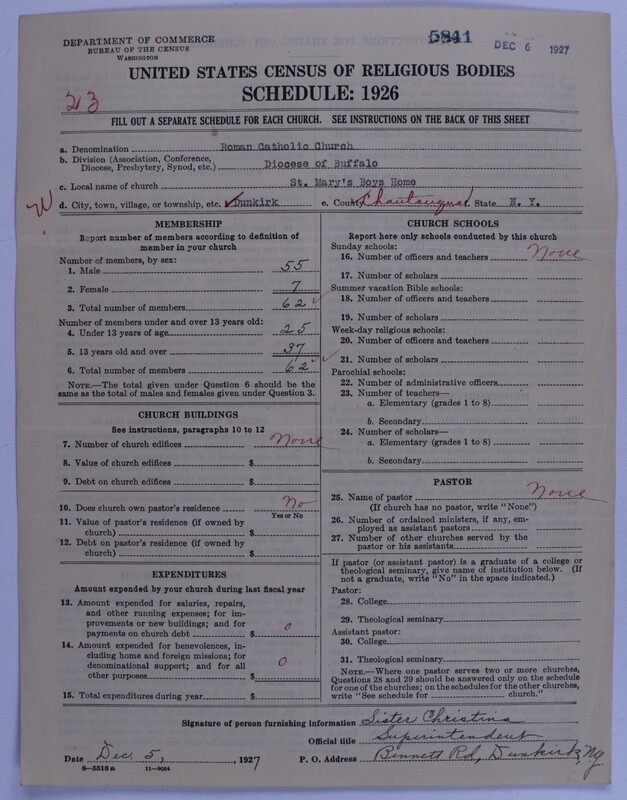 DEPARTMENT OF COMMERCE
BUREAU OF THE CENSUS
WASHINGTON
5841
DEC 6 1927
UNITED STATES CENSUS OF RELIGIOUS BODIES
SCHEDULE: 1926
23
FILL OUT A SEPARATE SCHEDULE FOR EACH CHURCH. SEE INSTRUCTIONS ON THE BACK OF THIS SHEET
a. Denomination Roman Catholic Church
b. Division (Association, Conference, Diocese, Presbytery, Synod, etc.) Diocese of Buffalo
c. Local name of church St. Mary's Boys Home
d. City, town, village, or township, etc. Dunkirk e. County Chautauqua f. State N. Y.
MEMBERSHIP
Report number of members according to definition of
member in your church
Number of members, by sex:
1. Male 55
2. Female 7
3. Total number of members 62
Number of members under and over 13 years old:
4. Under 13 years of age 25
5. 13 years old and over 37
6. Total number of members 62
NOTE.—The total given under Question 6 should be the
same as the total of males and females given under Question 3.
CHURCH BUILDINGS
See instructions, paragraphs 10 to 12
7. Number of church edifices None
8. Value of church edifices $
9. Debt on church edifices $
10. Does church own pastor's residence No
Yes or No
11. Value of pastor's residence (if owned by
church) $
12. Debt on pastor's residence (if owned by
church) $
EXPENDITURES
Amount expended by your church during last fiscal year
13. Amount expended for salaries, repairs,
and other running expenses; for im-
provements or new buildings; and for
payments on church debt $ 0
14. Amount expended for benevolences, in-
cluding home and foreign missions; for
denominational support; and for all
other purposes $ 0
15. Total expenditures during year $
CHURCH SCHOOLS
Report here only schools conducted by this church
Sunday schools:
16. Number of officers and teachers None
17. Number of scholars
Summer vacation Bible schools:
18. Number of officers and teachers
19. Number of scholars
Week-day religious schools:
20. Number of officers and teachers
21. Number of scholars
Parochial schools:
22. Number of administrative officers
23. Number of teachers—
a. Elementary (grades 1 to 8)
b. Secondary
24. Number of scholars—
a. Elementary (grades 1 to 8)
b. Secondary
PASTOR
25. Name of pastor None
(If church has no pastor, write "None")
26. Number of ordained ministers, if any, em-
ployed as assistant pastors
27. Number of other churches served by the
pastor or his assistants
If pastor (or assistant pastor) is a graduate of a college or
theological seminary, give name of institution below. (If
not a graduate, write "No" in the space indicated.)
Pastor:
28. College
29. Theological seminary
Assistant pastor:
30. College
31. Theological seminary
NOTE.—Where one pastor serves two or more churches,
Questions 28 and 29 should be answered only on the schedule
for one of the churches; on the schedules for the other churches,
write "See schedule for church."
Signature of person furnishing information Sister Christina
Official title Superintendent
Date Dec. 5, 1927 P. O. Address Bennett Rd, Dunkirk, N.Y.
8—5518a 11—9034